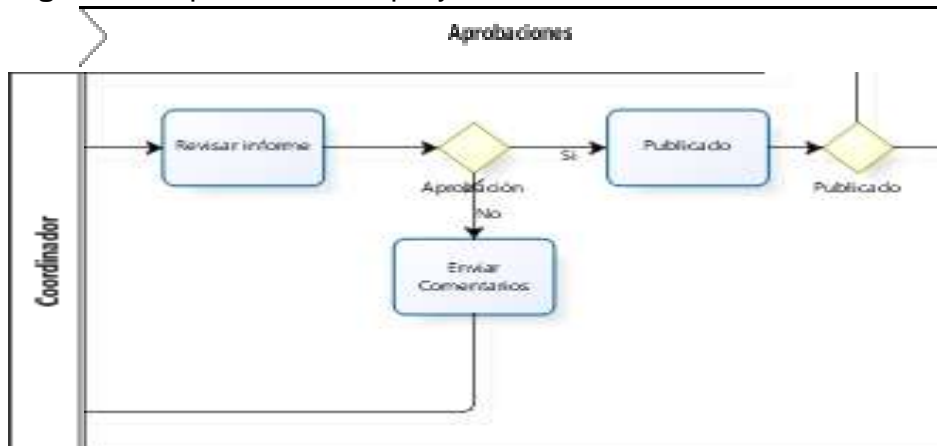 Aprobaciones
Coordinador
Revisar informe
Aprobación
Si
No
Publicado
Publicado
Enviar
Comentarios